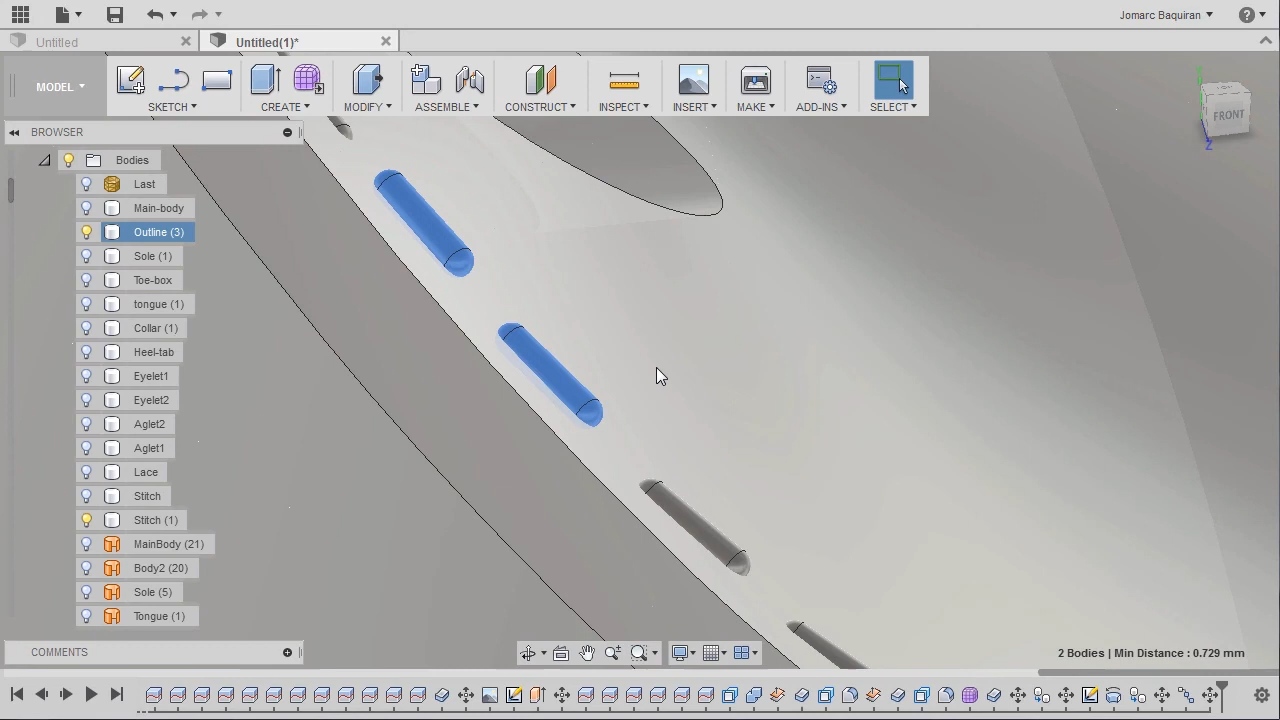 Jomarc Baquiran
Untitled
Untitled(1)*
MODEL
SKETCH
CREATE
MODIFY
ASSEMBLE
CONSTRUCT
INSPECT
INSERT
MAKE
ADD-INS
SELECT
FRONT
Z
BROWSER
Bodies
Last
Main-body
Outline (3)
Sole (1)
Toe-box
tongue (1)
Collar (1)
Heel-tab
Eyelet1
Eyelet2
Aglet2
Aglet1
Lace
Stitch
Stitch (1)
MainBody (21)
Body2 (20)
Sole (5)
Tongue (1)
COMMENTS
2 Bodies | Min Distance : 0.729 mm